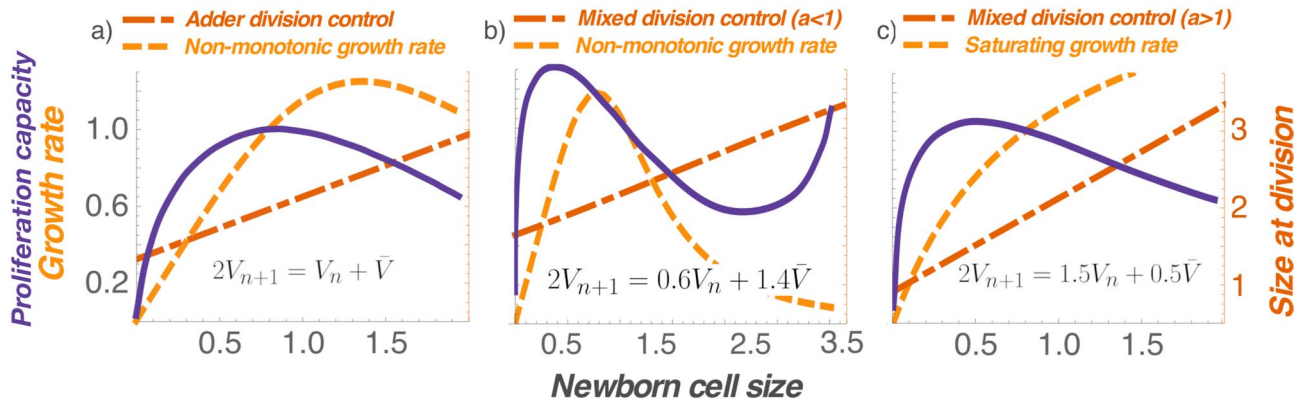 a)
Adder division control
Non-monotonic growth rate
b)
Mixed division control (a<1)
Non-monotonic growth rate
c)
Mixed division control (a>1)
Saturating growth rate
Proliferation capacity
Growth rate
1.0
0.6
0.2
2V_{n+1} = V_n + V̄
2V_{n+1} = 0.6V_n + 1.4V̄
2V_{n+1} = 1.5V_n + 0.5V̄
3
2
1
Size at division
0.5 1.0 1.5
0.5 1.5 2.5 3.5
0.5 1.0 1.5
Newborn cell size